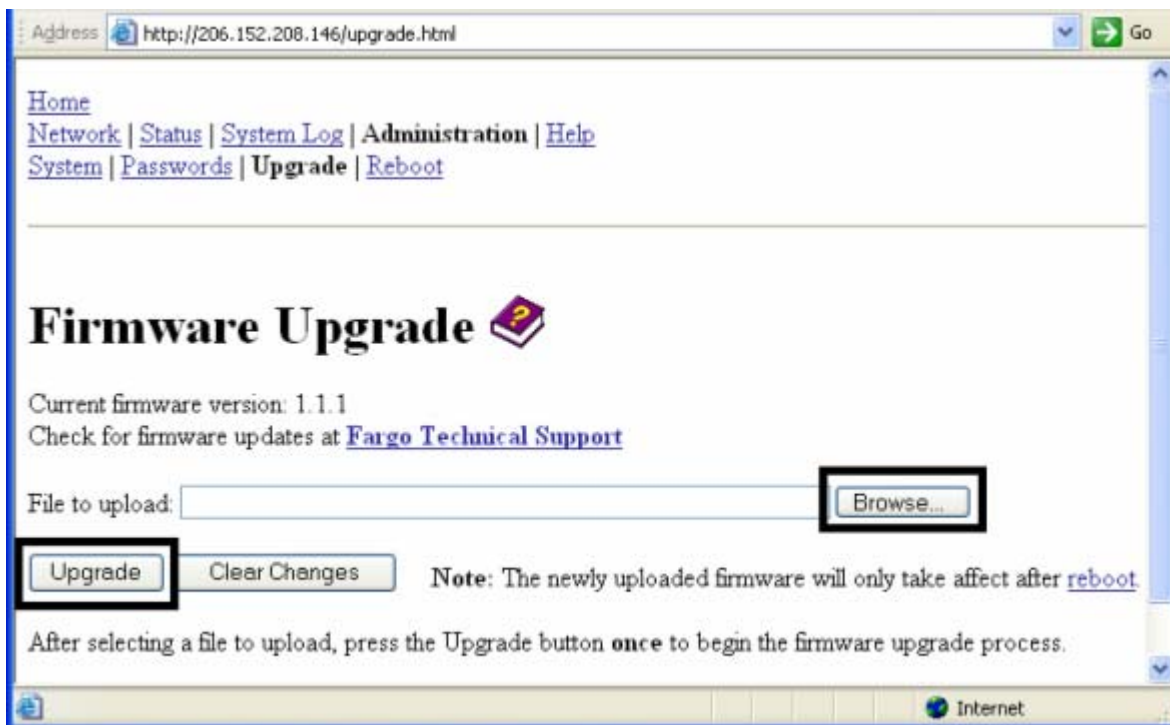 Address http://206.152.208.146/upgrade.html Go
Home
Network | Status | System Log | Administration | Help
System | Passwords | Upgrade | Reboot
Firmware Upgrade ?
Current firmware version: 1.1.1
Check for firmware updates at Fargo Technical Support
File to upload: Browse...
Upgrade Clear Changes Note: The newly uploaded firmware will only take affect after reboot.
After selecting a file to upload, press the Upgrade button once to begin the firmware upgrade process.
Internet